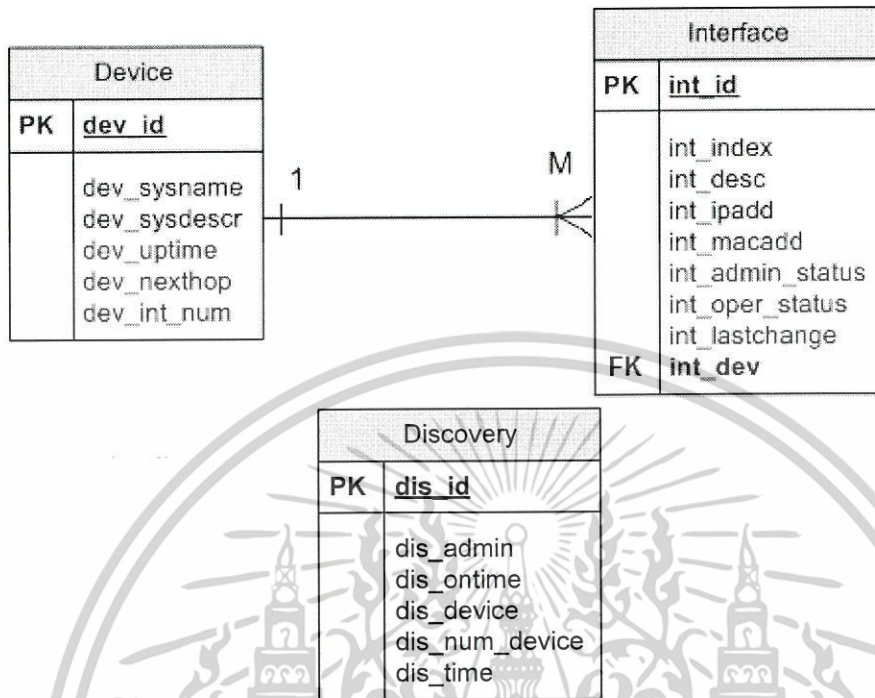 Device
PK dev_id
dev_sysname
dev_sysdescr
dev_uptime
dev_nexthop
dev_int_num
1
M
Interface
PK int_id
int_index
int_desc
int_ipadd
int_macadd
int_admin_status
int_oper_status
int_lastchange
FK int_dev
Discovery
PK dis_id
dis_admin
dis_ontime
dis_device
dis_num_device
dis_time